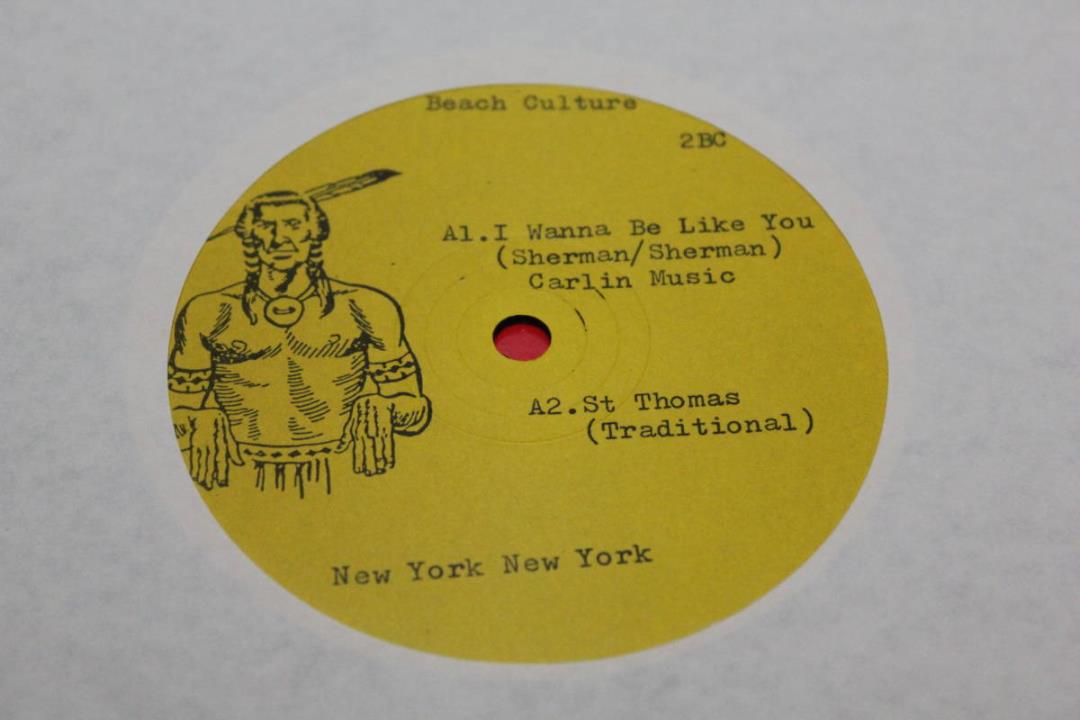 Beach Culture
2BC
A1.I Wanna Be Like You
(Sherman/Sherman)
Carlin Music
A2.St Thomas
(Traditional)
New York New York